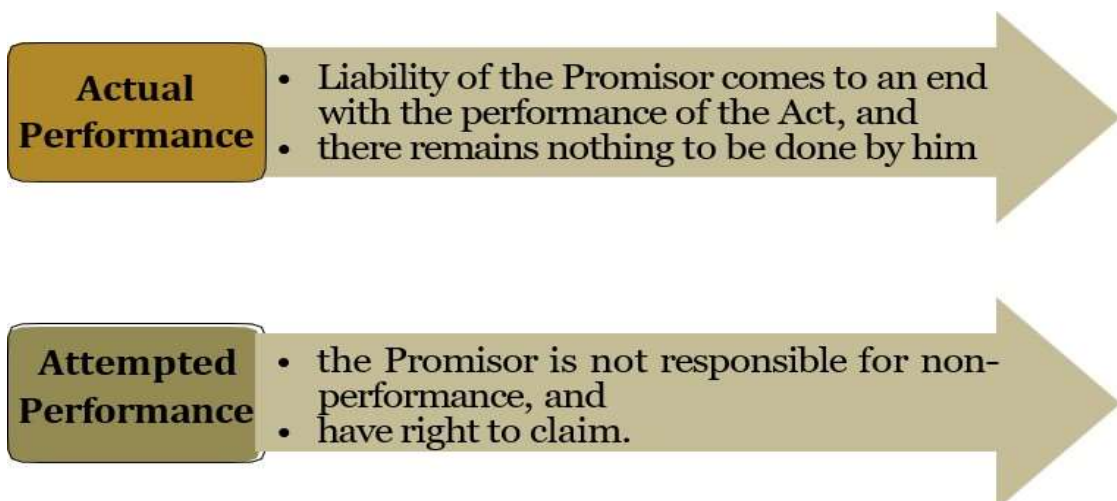 Actual
Performance
• Liability of the Promisor comes to an end
with the performance of the Act, and
• there remains nothing to be done by him
Attempted
Performance
• the Promisor is not responsible for non-
performance, and
• have right to claim.